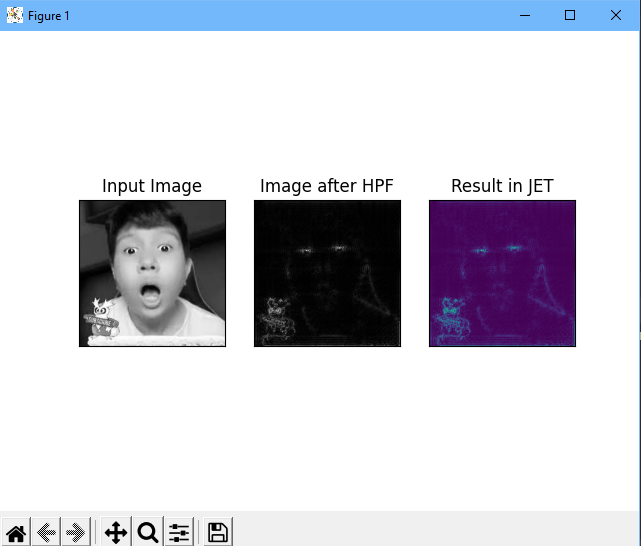 Figure 1
Input Image
Image after HPF
Result in JET